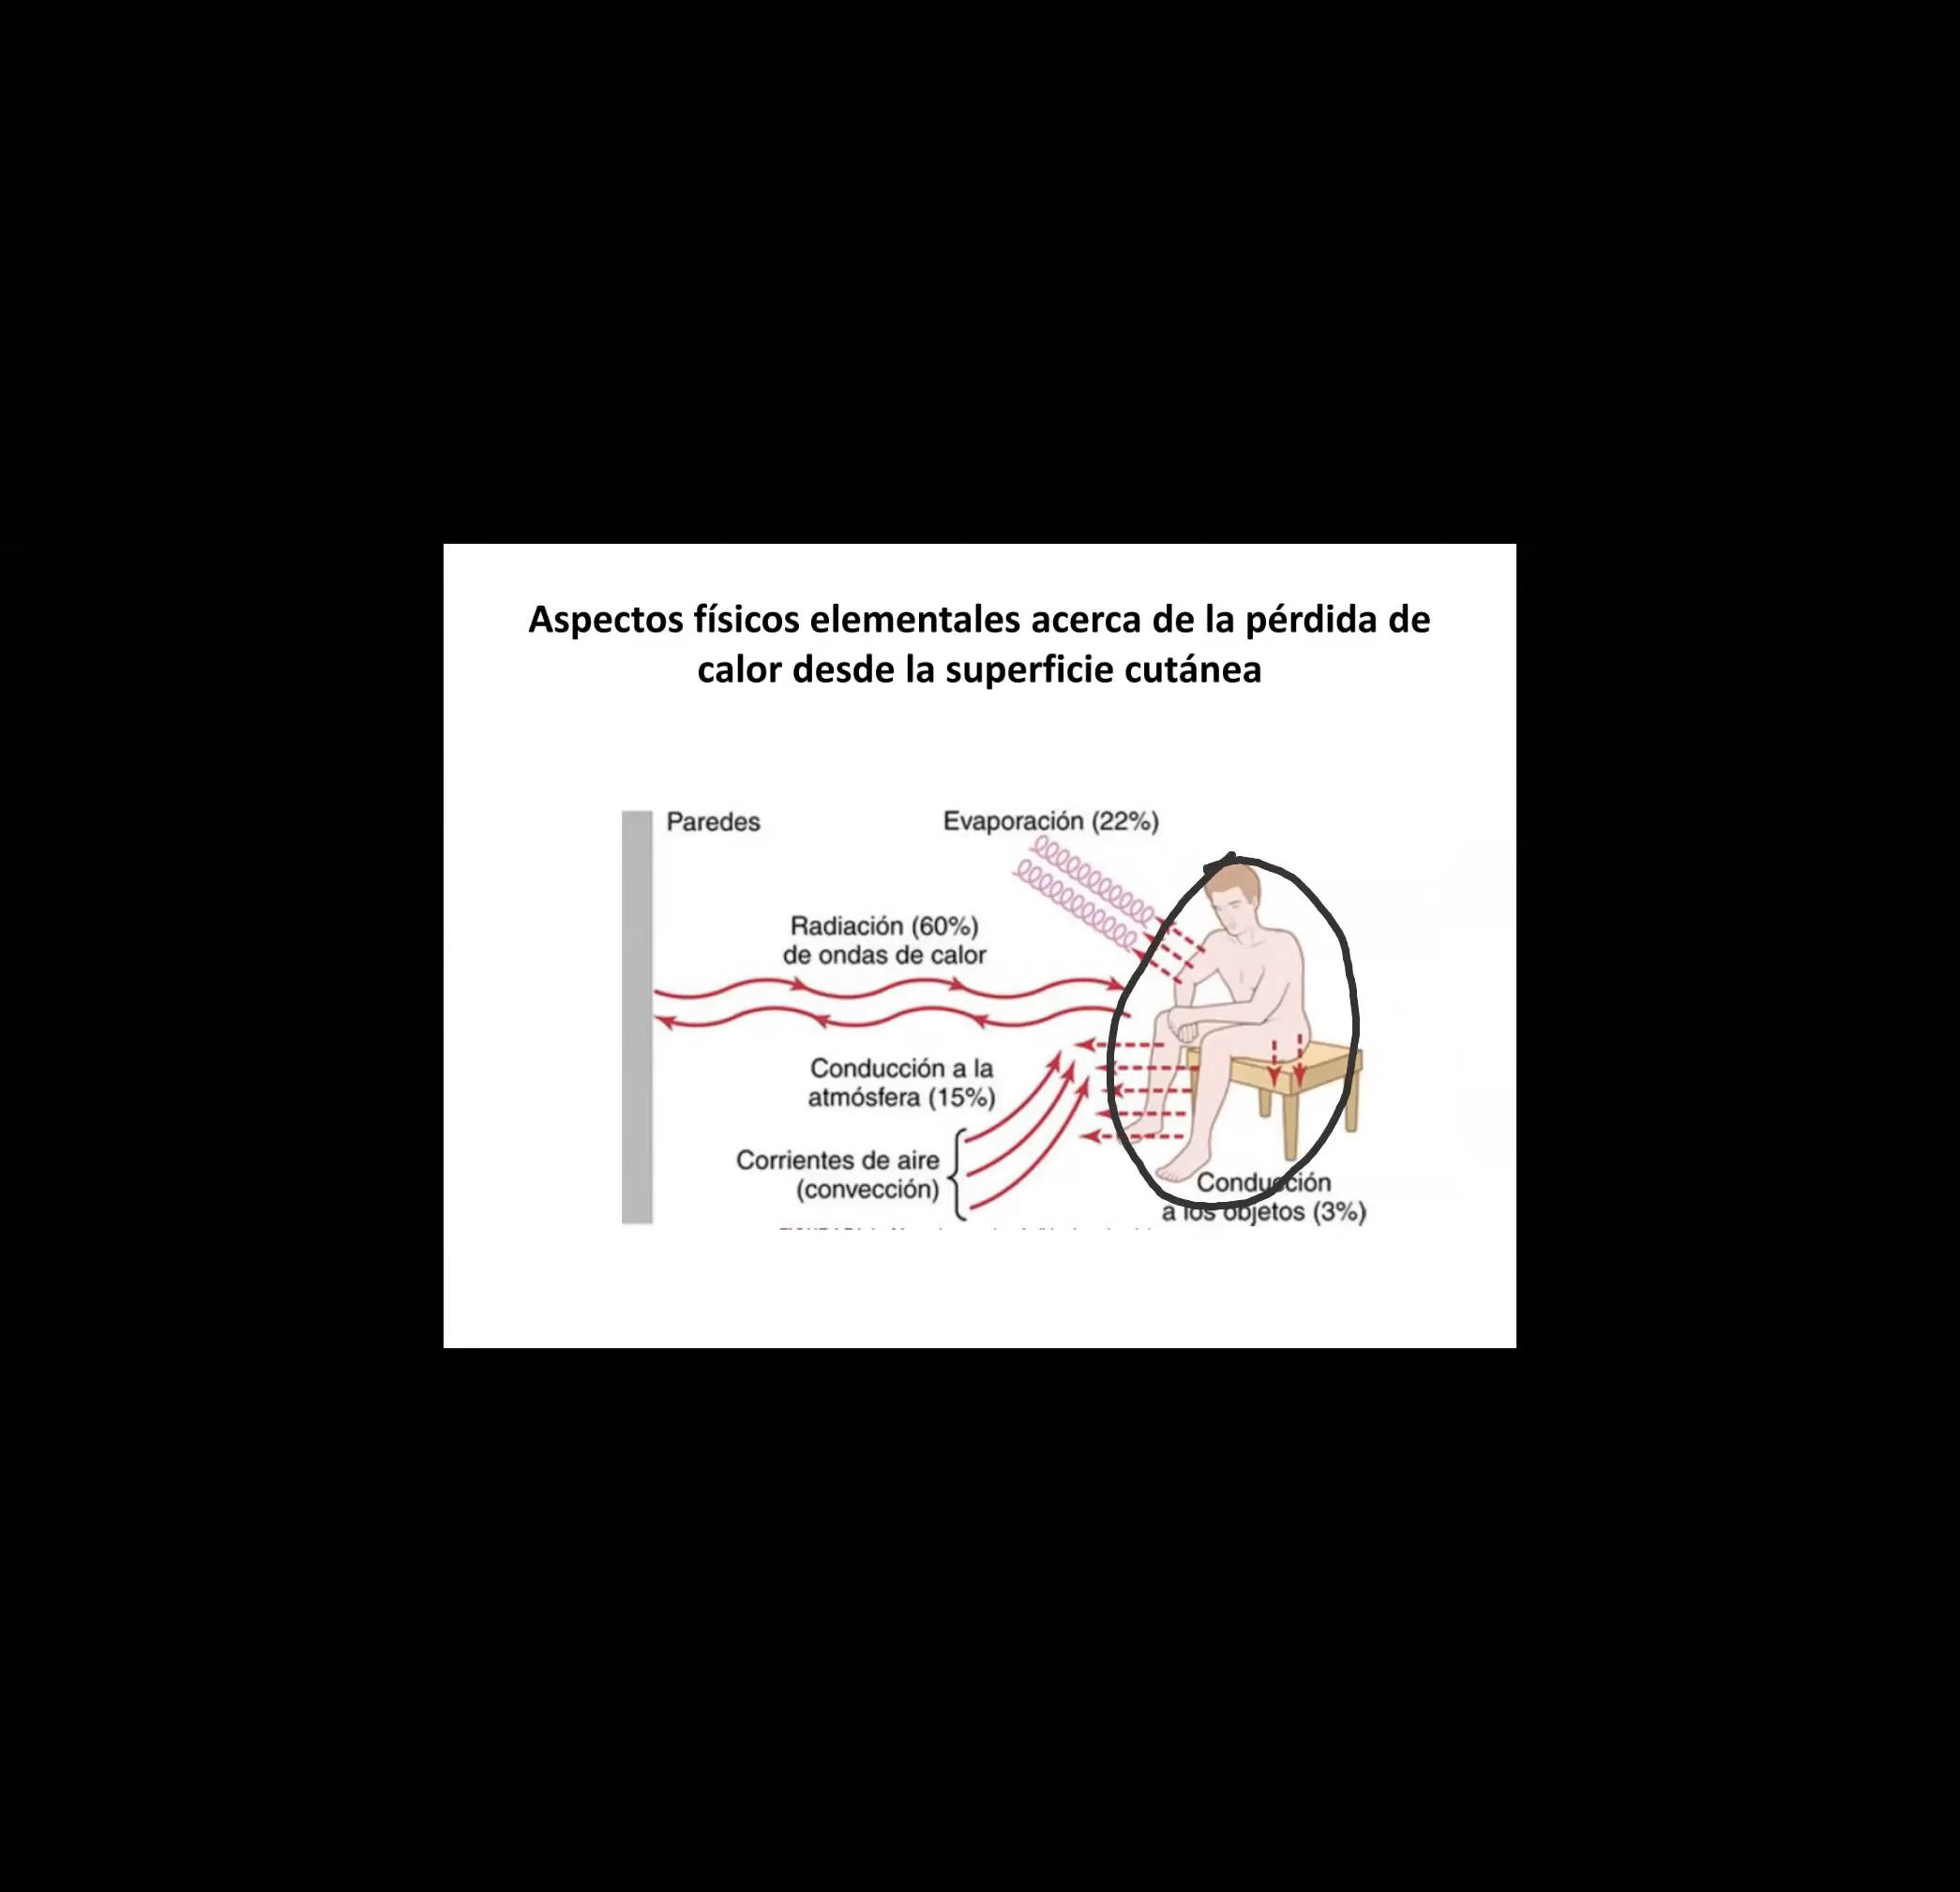 Aspectos físicos elementales acerca de la pérdida de
calor desde la superficie cutánea
Paredes
Evaporación (22%)
Radiación (60%)
de ondas de calor
Conducción a la
atmósfera (15%)
Corrientes de aire
(convección)
Conducción
a los objetos (3%)